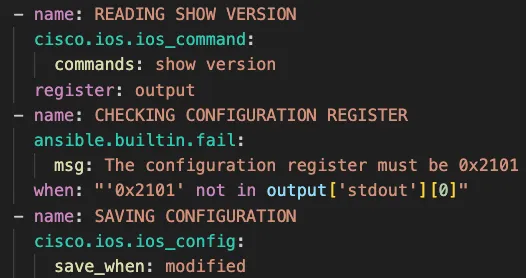 - name: READING SHOW VERSION
  cisco.ios.ios_command:
    commands: show version
  register: output
- name: CHECKING CONFIGURATION REGISTER
  ansible.builtin.fail:
    msg: The configuration register must be 0x2101
  when: "'0x2101' not in output['stdout'][0]"
- name: SAVING CONFIGURATION
  cisco.ios.ios_config:
    save_when: modified